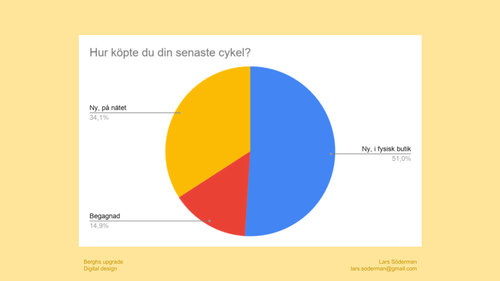 Hur köpte du din senaste cykel?
Ny, på nätet
34,1%
Ny, i fysisk butik
51,0%
Begagnad
14,9%
Berghs upgrade
Digital design
Lars Söderman
lars.soderman@gmail.com